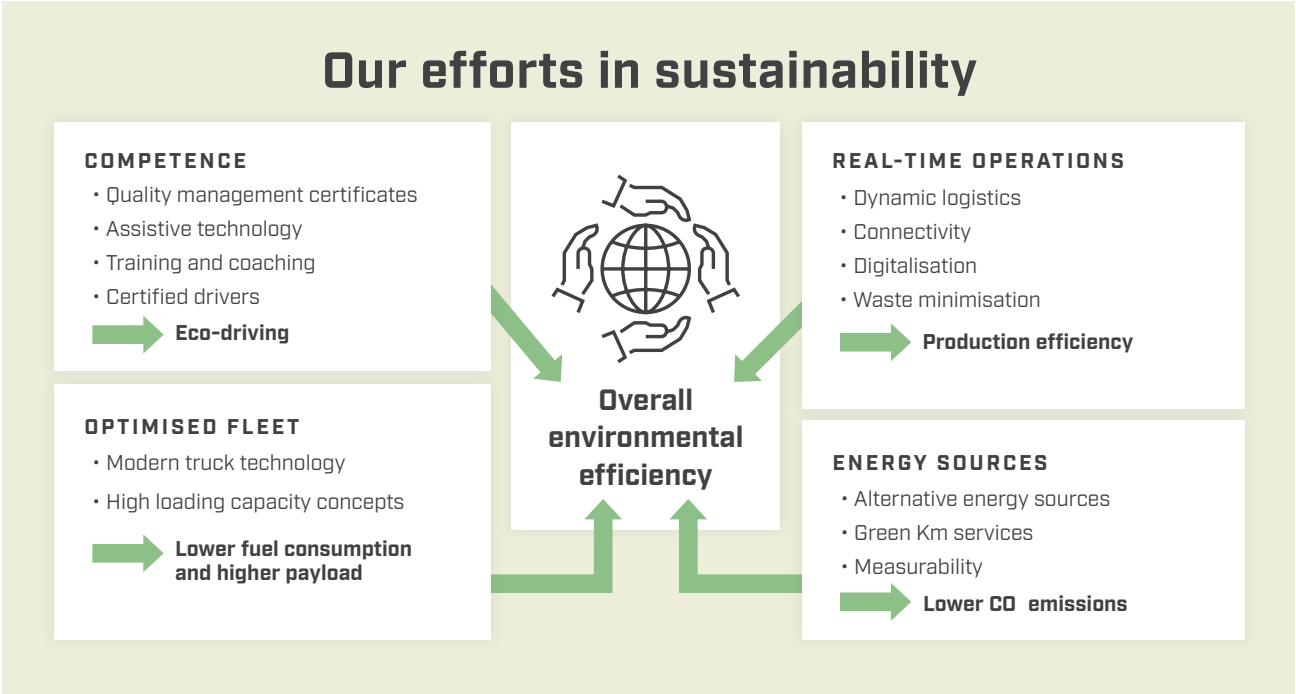 Our efforts in sustainability
COMPETENCE
• Quality management certificates
• Assistive technology
• Training and coaching
• Certified drivers
Eco-driving
OPTIMISED FLEET
• Modern truck technology
• High loading capacity concepts
Lower fuel consumption
and higher payload
Overall
environmental
efficiency
REAL-TIME OPERATIONS
• Dynamic logistics
• Connectivity
• Digitalisation
• Waste minimisation
Production efficiency
ENERGY SOURCES
• Alternative energy sources
• Green Km services
• Measurability
Lower CO emissions